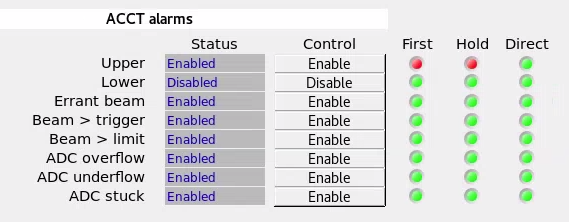 ACCT alarms
Status Control First Hold Direct
Upper Enabled Enable
Lower Disabled Disable
Errant beam Enabled Enable
Beam > trigger Enabled Enable
Beam > limit Enabled Enable
ADC overflow Enabled Enable
ADC underflow Enabled Enable
ADC stuck Enabled Enable